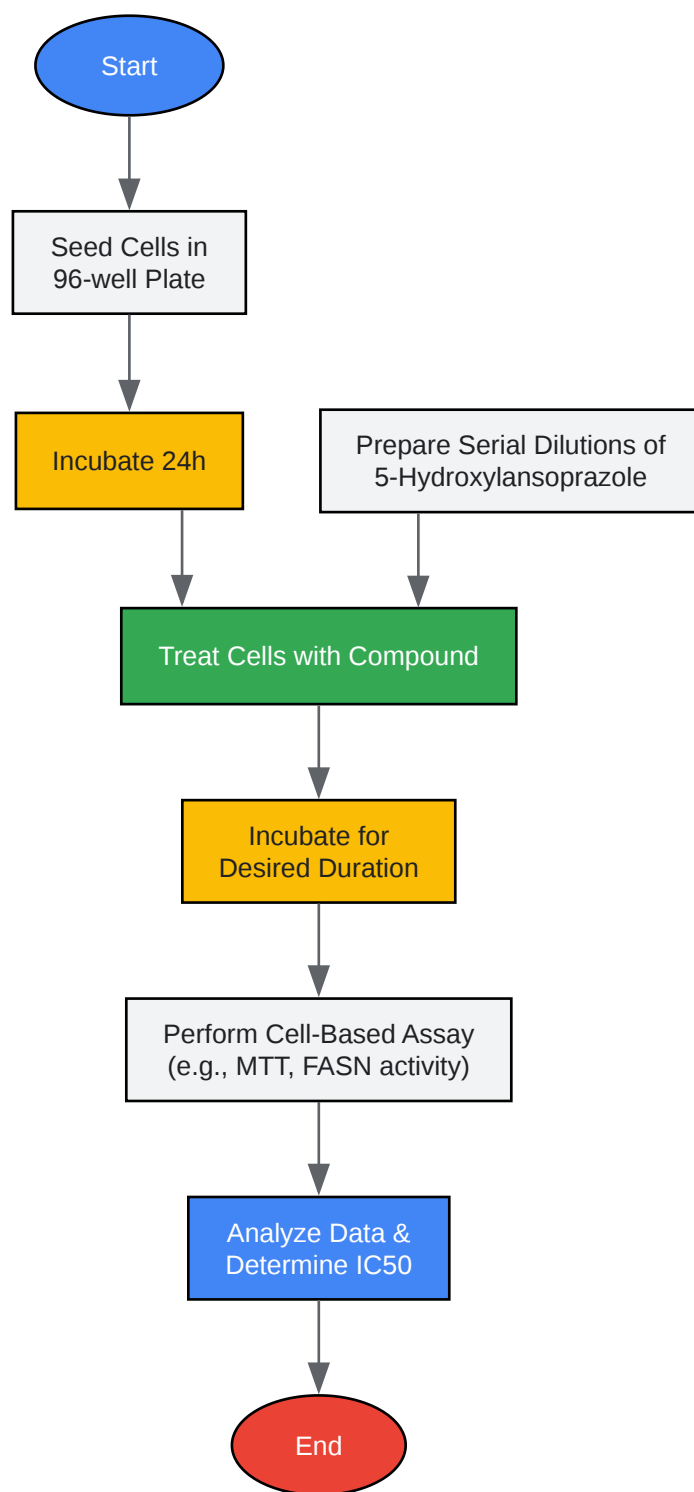 Start
Seed Cells in
96-well Plate
Incubate 24h
Prepare Serial Dilutions of
5-Hydroxylansoprazole
Treat Cells with Compound
Incubate for
Desired Duration
Perform Cell-Based Assay
(e.g., MTT, FASN activity)
Analyze Data &
Determine IC50
End